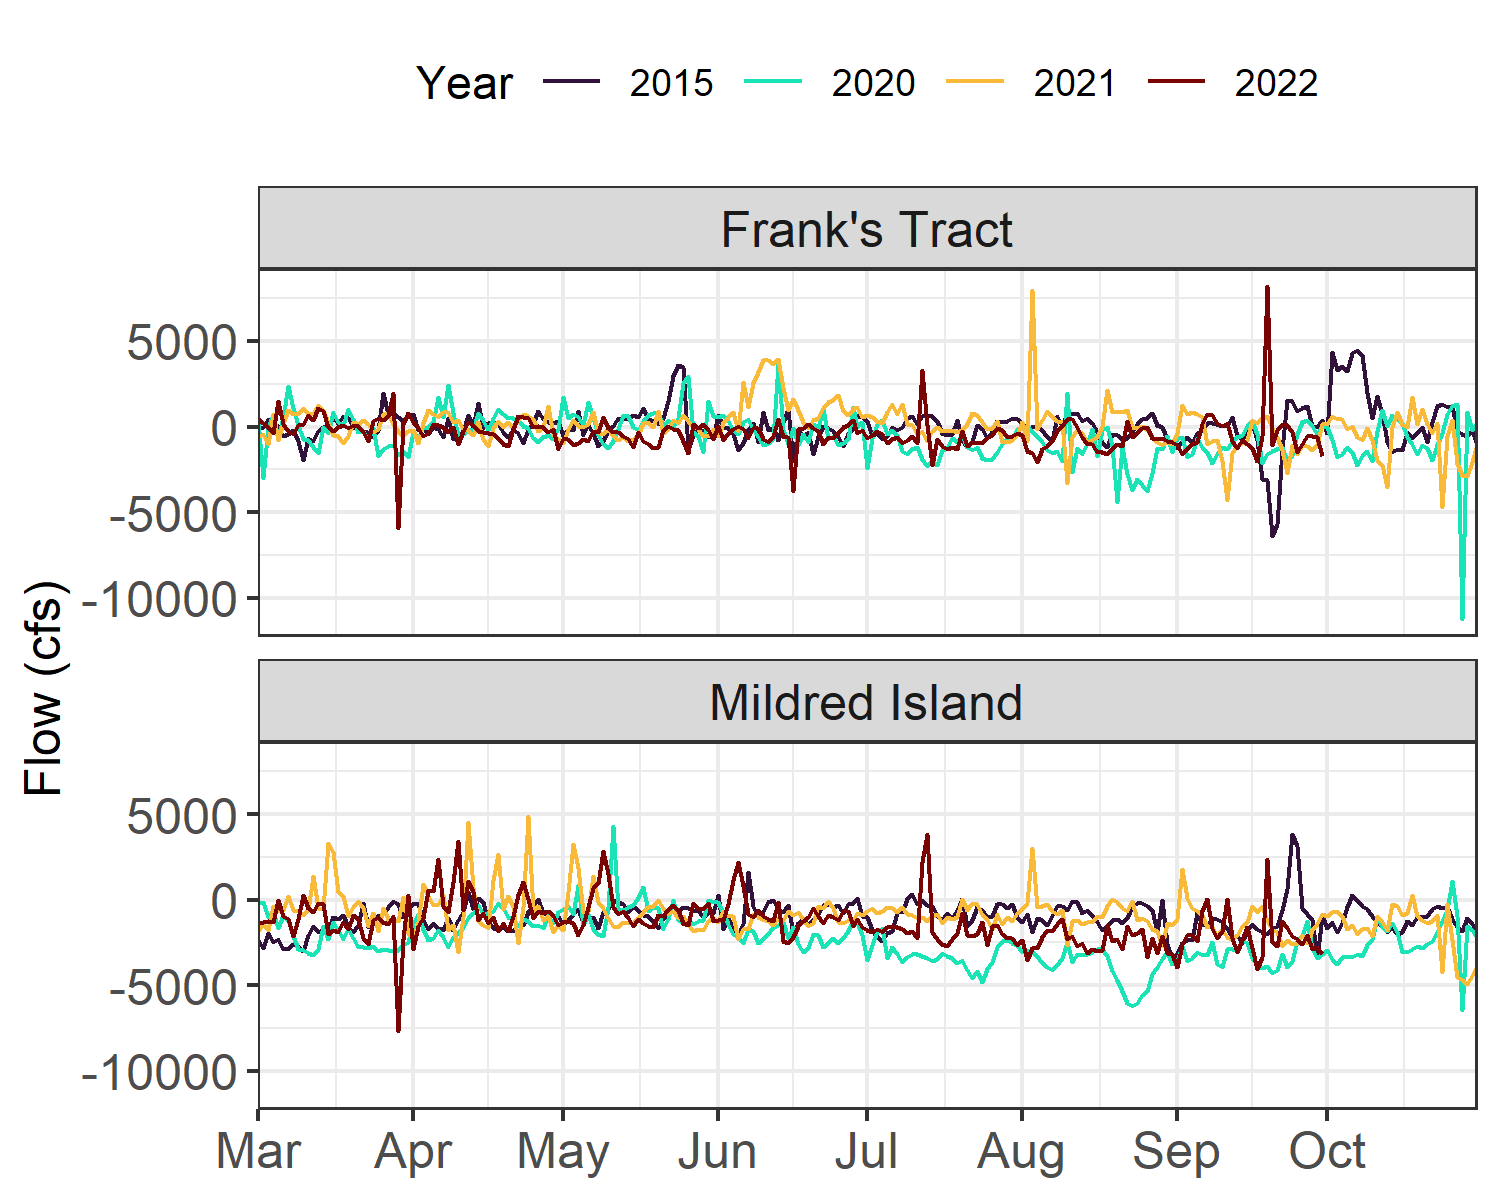 Year 2015 2020 2021 2022
Frank's Tract
5000
0
-5000
-10000
Flow (cfs)
Mildred Island
5000
0
-5000
-10000
Mar Apr May Jun Jul Aug Sep Oct